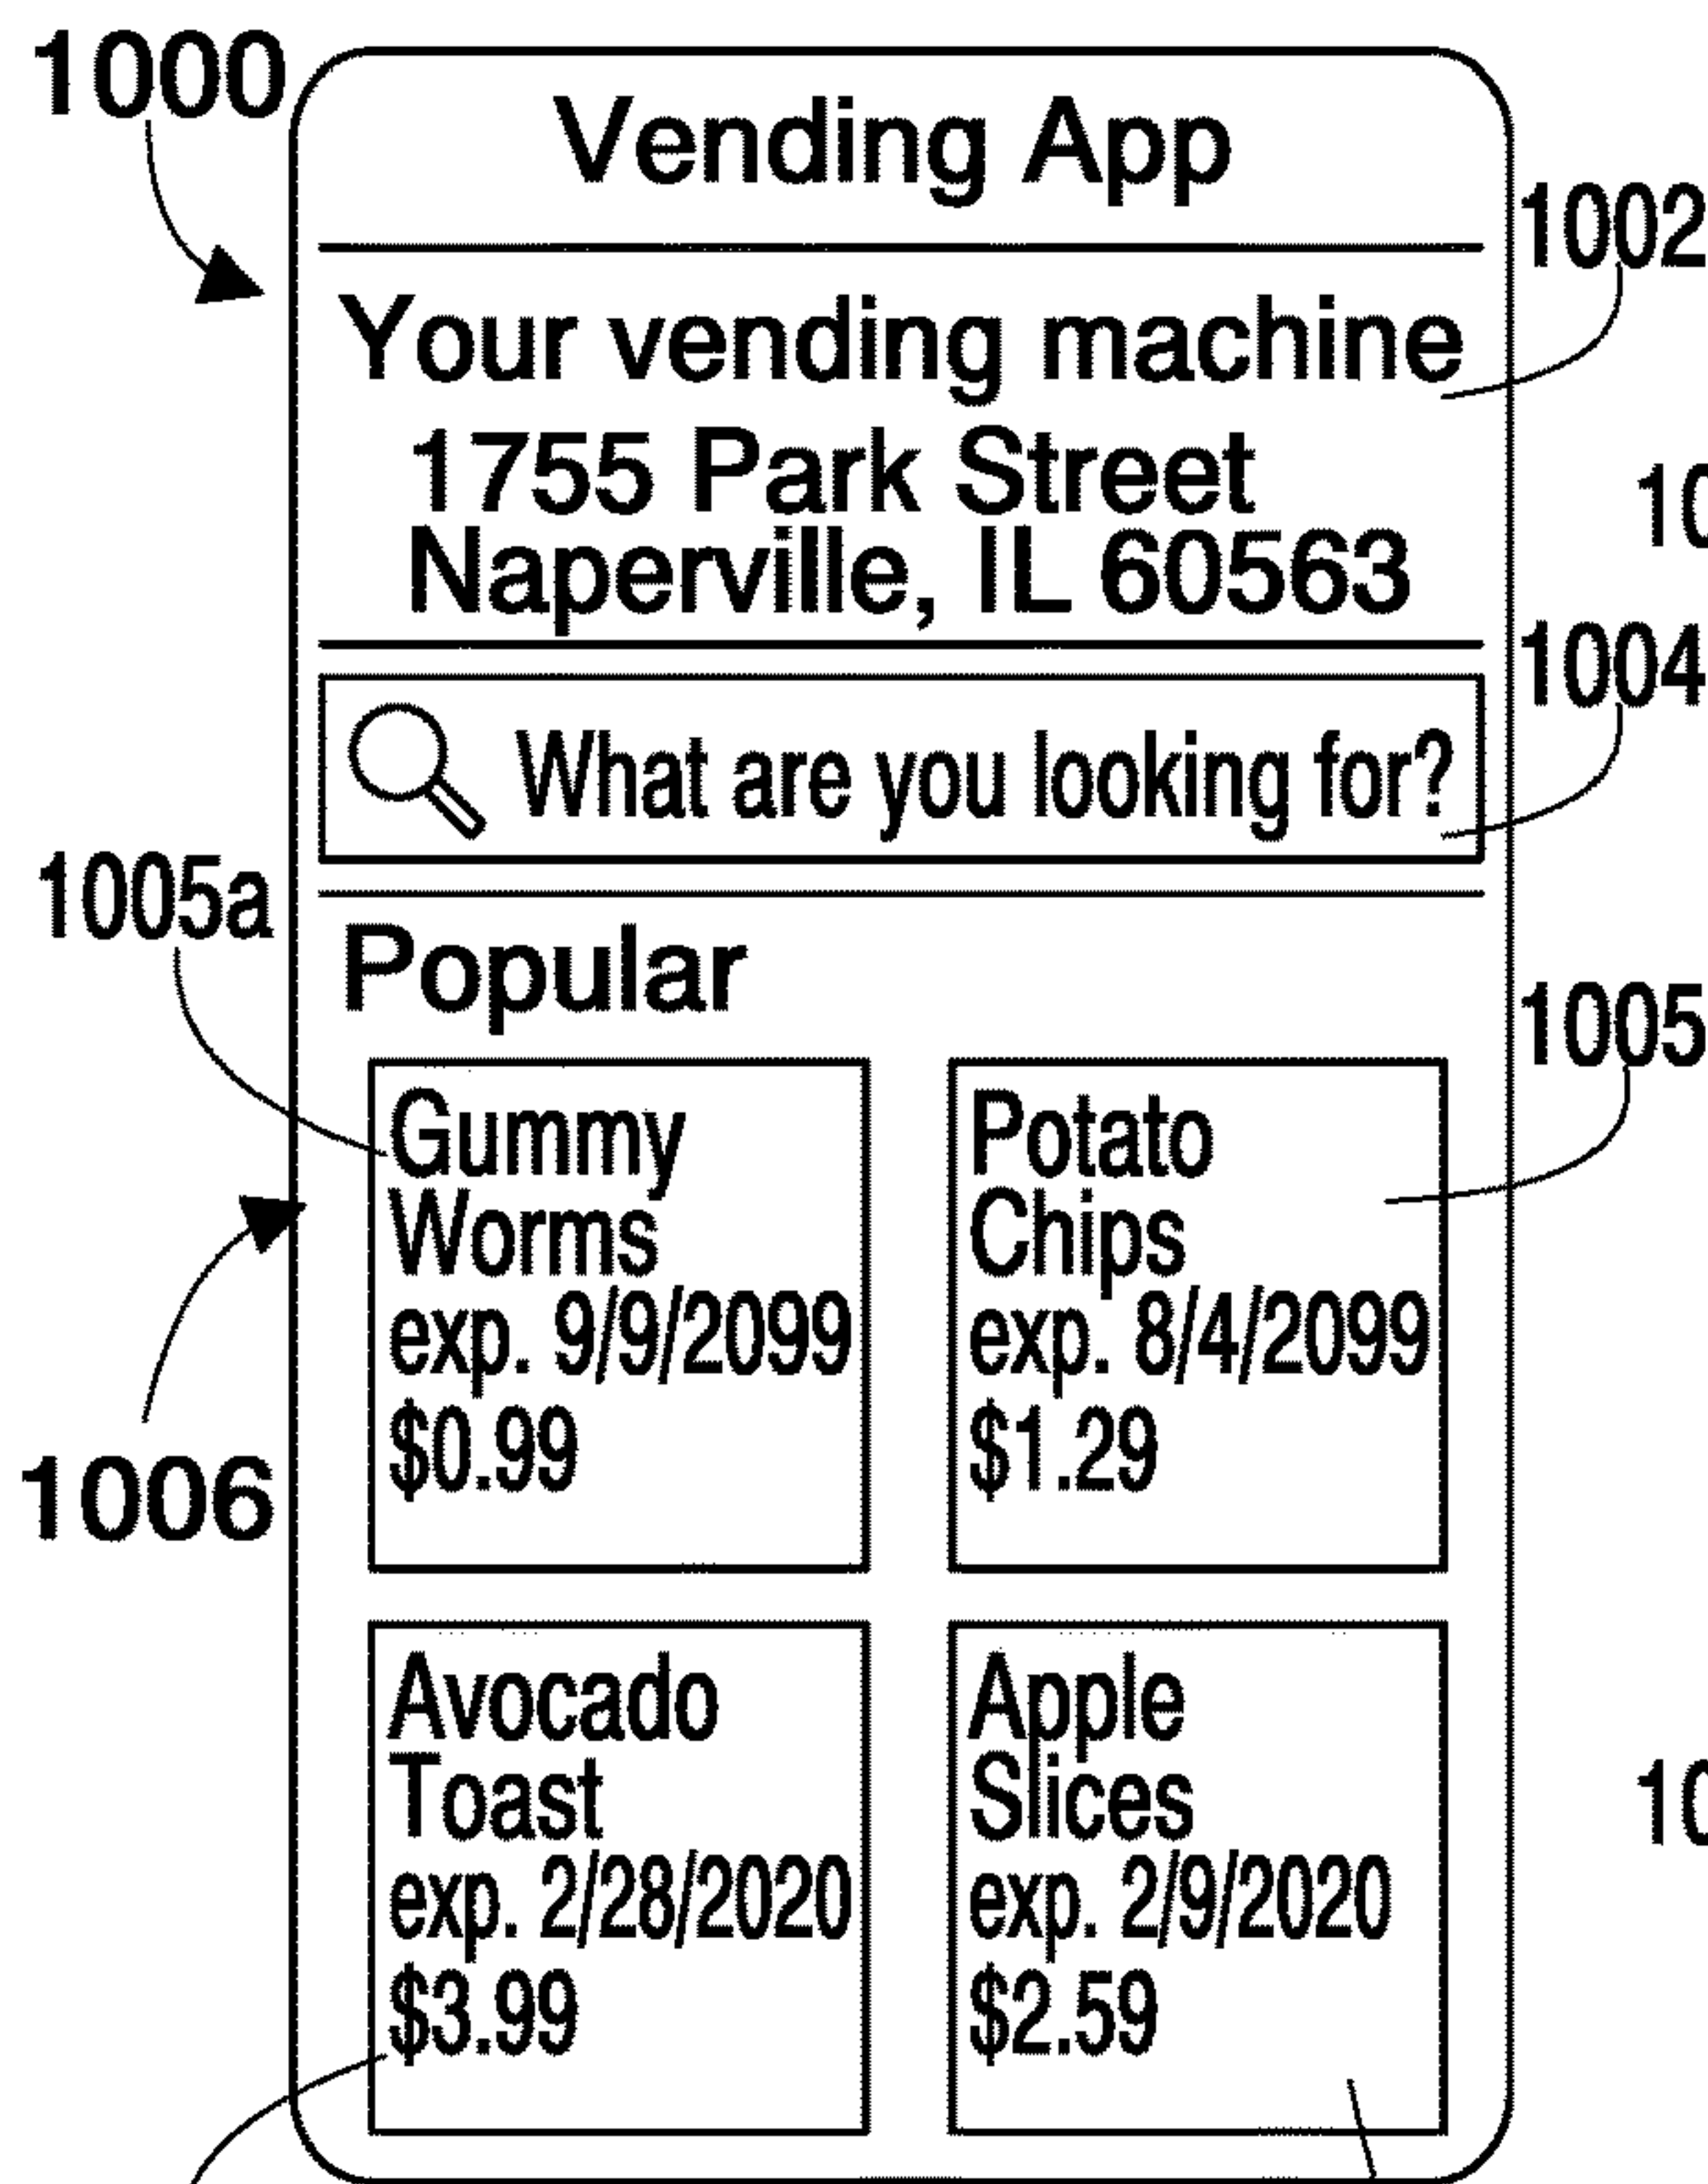 1000
Vending App
1002
Your vending machine
1755 Park Street
Naperville, IL 60563
1004
What are you looking for?
1005a
Popular
1005
Gummy
Worms
exp. 9/9/2099
$0.99
Potato
Chips
exp. 8/4/2099
$1.29
1006
Avocado
Toast
exp. 2/28/2020
$3.99
Apple
Slices
exp. 2/9/2020
$2.59